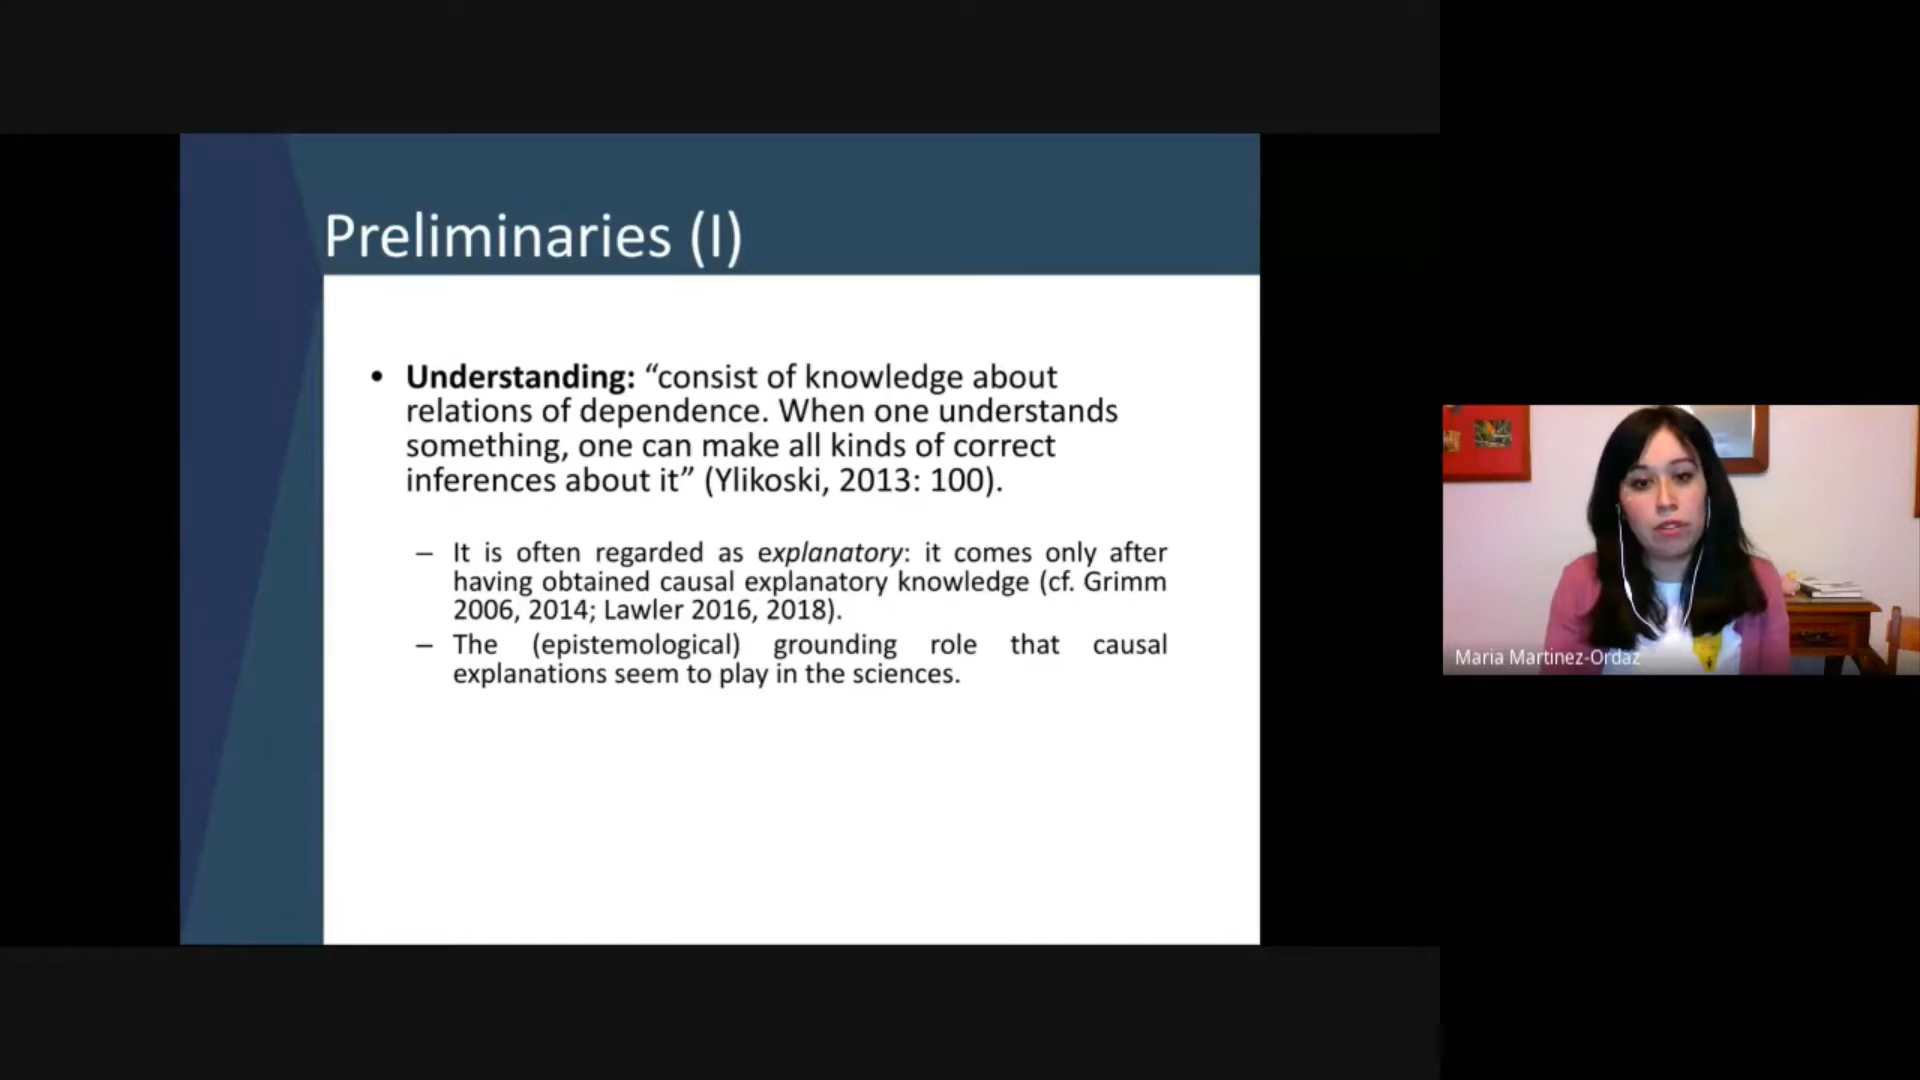 Preliminaries (I)
• Understanding: “consist of knowledge about
relations of dependence. When one understands
something, one can make all kinds of correct
inferences about it” (Ylikoski, 2013: 100).
– It is often regarded as explanatory: it comes only after
having obtained causal explanatory knowledge (cf. Grimm
2006, 2014; Lawler 2016, 2018).
– The (epistemological) grounding role that causal
explanations seem to play in the sciences.
Maria Martinez-Ordaz